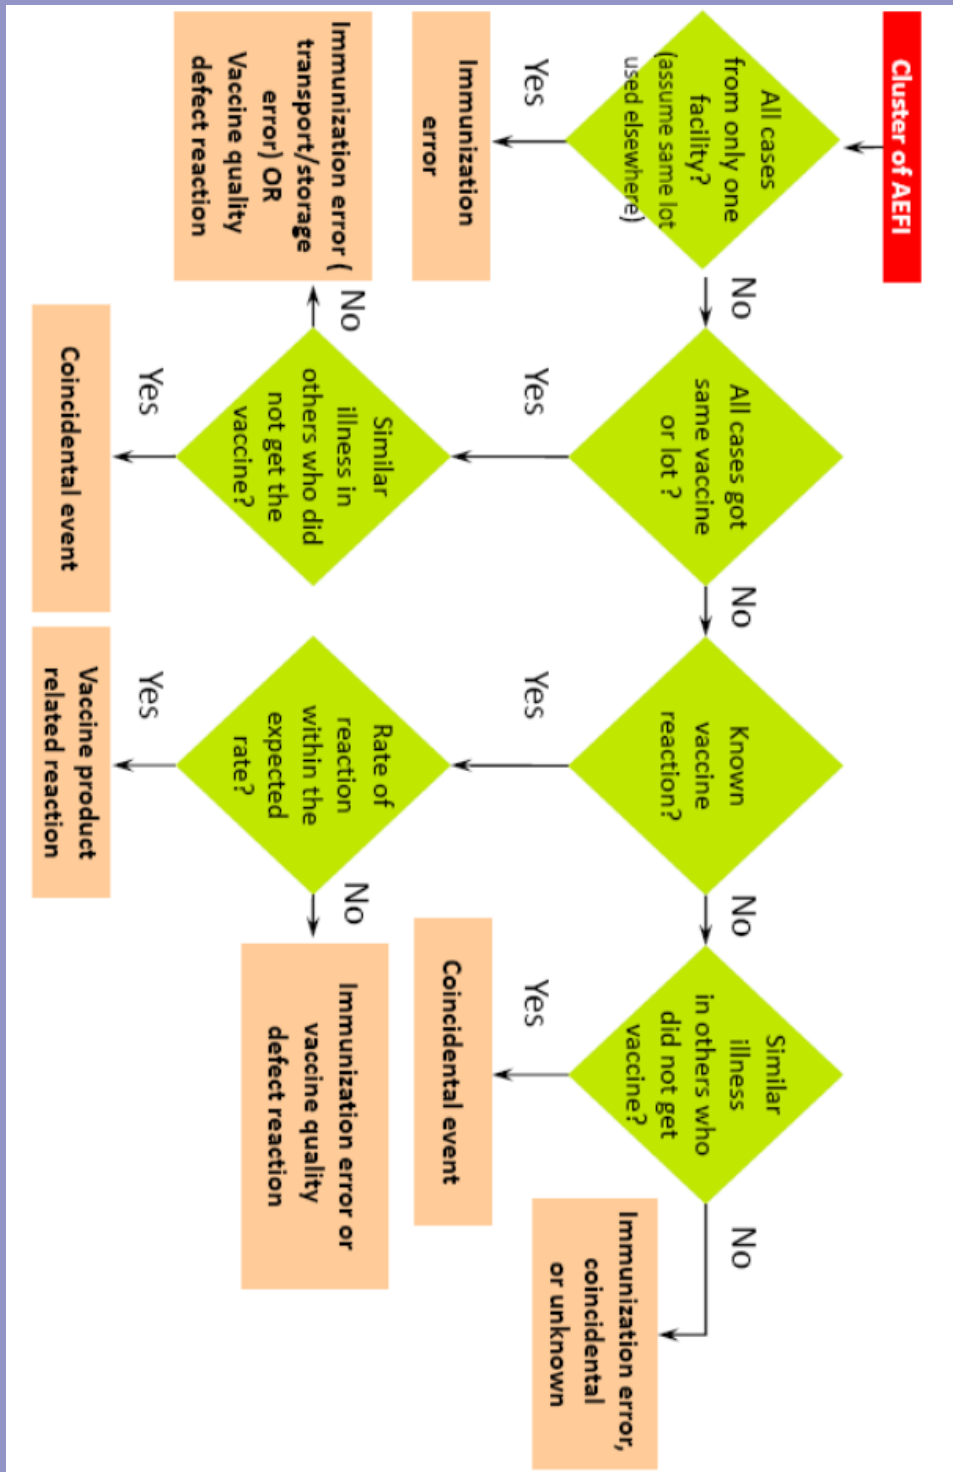 Cluster of AEFI
All cases
from only one
facility?
(assume same lot
used elsewhere)
No
All cases got
same vaccine
or lot ?
No
Known
vaccine
reaction?
No
Similar
illness
in others who
did not get
vaccine?
No
Yes
Yes
Yes
Yes
Immunization error,
coincidental
or unknown
Immunization
error
Similar
illness in
others who did
not get the
vaccine?
Rate of
reaction
within the
expected
rate?
Coincidental event
No
No
Immunization error (
transport/storage
error) OR
Vaccine quality
defect reaction
Immunization error or
vaccine quality
defect reaction
Yes
Yes
Coincidental event
Vaccine product
related reaction